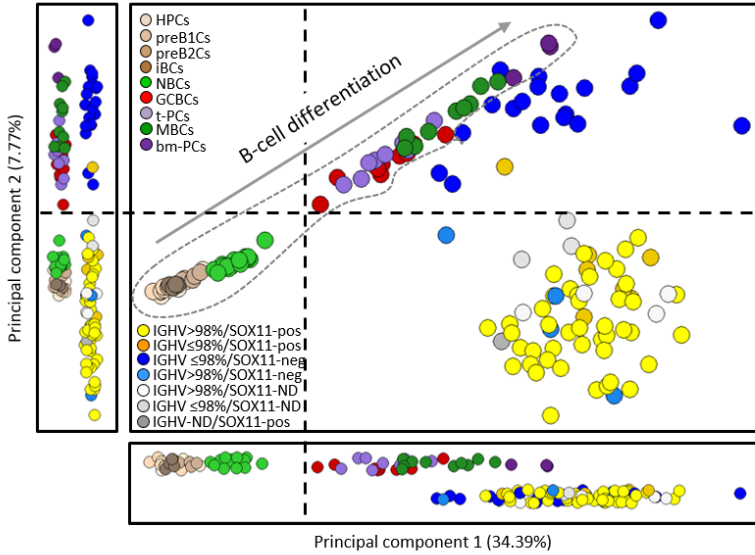 HPCs
preB1Cs
preB2Cs
iBCs
NBCs
GCBCs
t-PCs
MBCs
bm-PCs
B-cell differentiation
Principal component 2 (7.77%)
IGHV>98%/SOX11-pos
IGHV≤98%/SOX11-pos
IGHV ≤98%/SOX11-neg
IGHV>98%/SOX11-neg
IGHV>98%/SOX11-ND
IGHV ≤98%/SOX11-ND
IGHV-ND/SOX11-pos
Principal component 1 (34.39%)